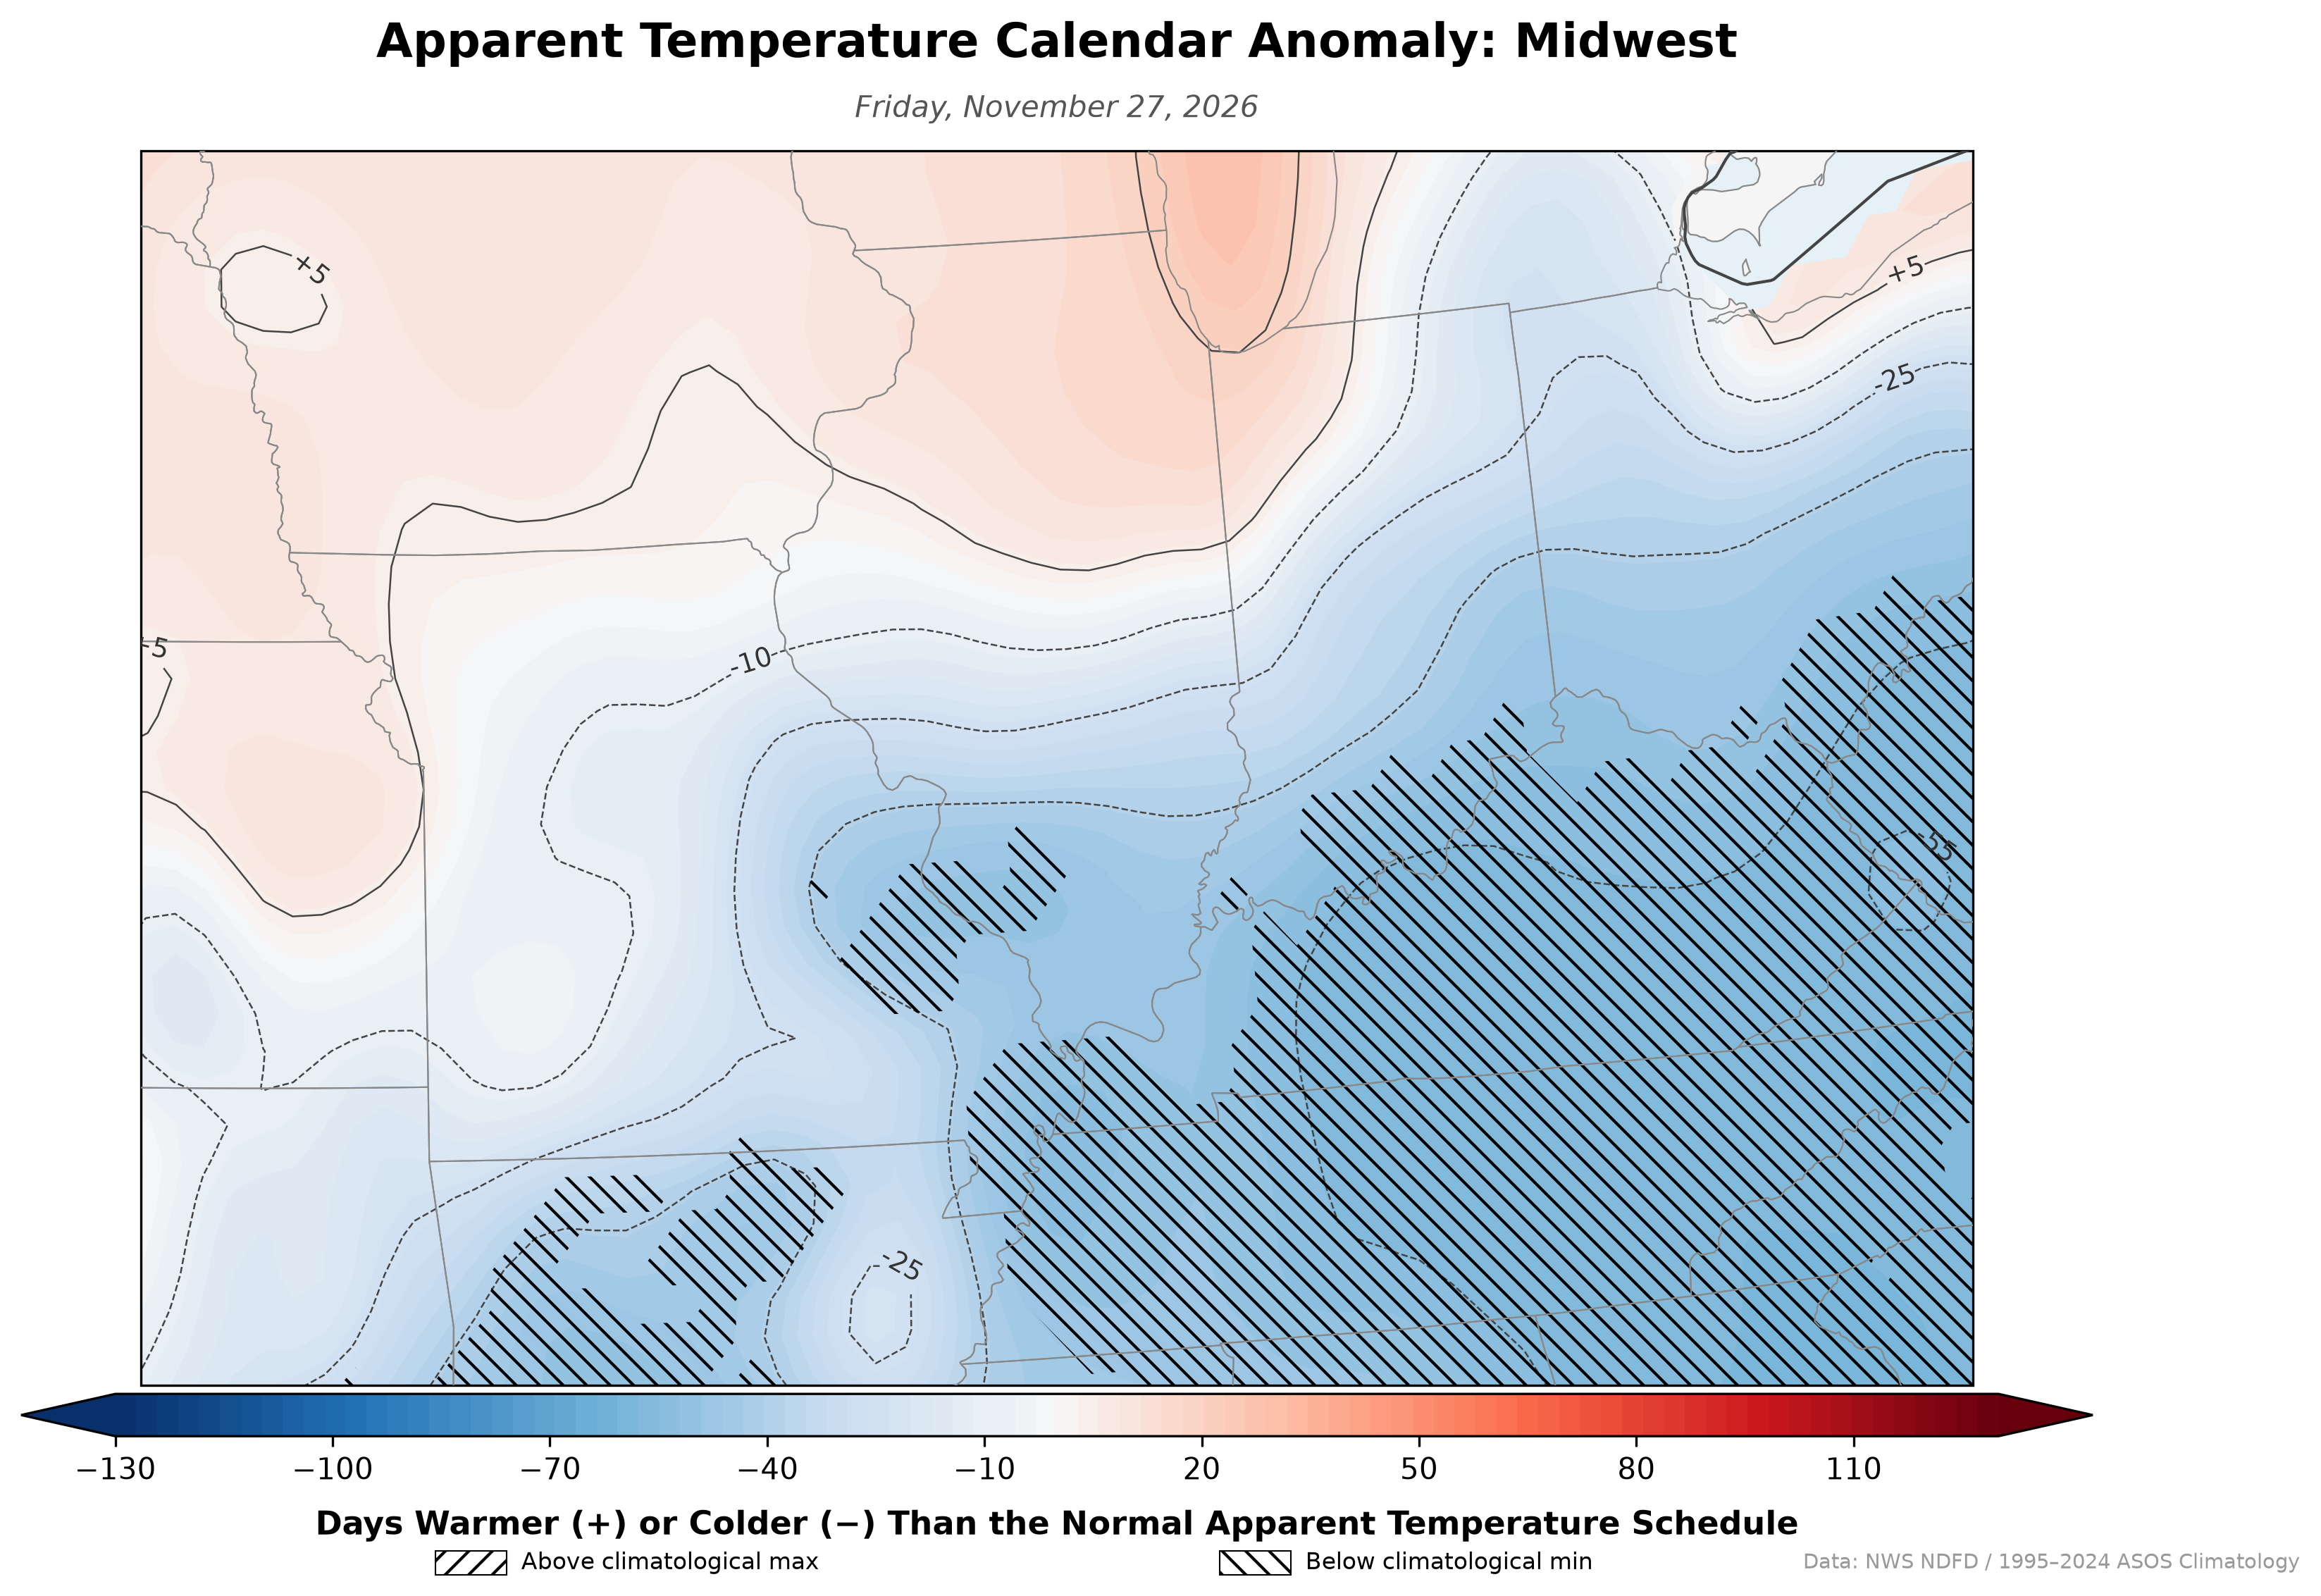 Apparent Temperature Calendar Anomaly: Midwest
Friday, November 27, 2026
+5
+5
-25
-5
-10
-55
-25
−130 −100 −70 −40 −10 20 50 80 110
Days Warmer (+) or Colder (−) Than the Normal Apparent Temperature Schedule
Above climatological max
Below climatological min
Data: NWS NDFD / 1995–2024 ASOS Climatology